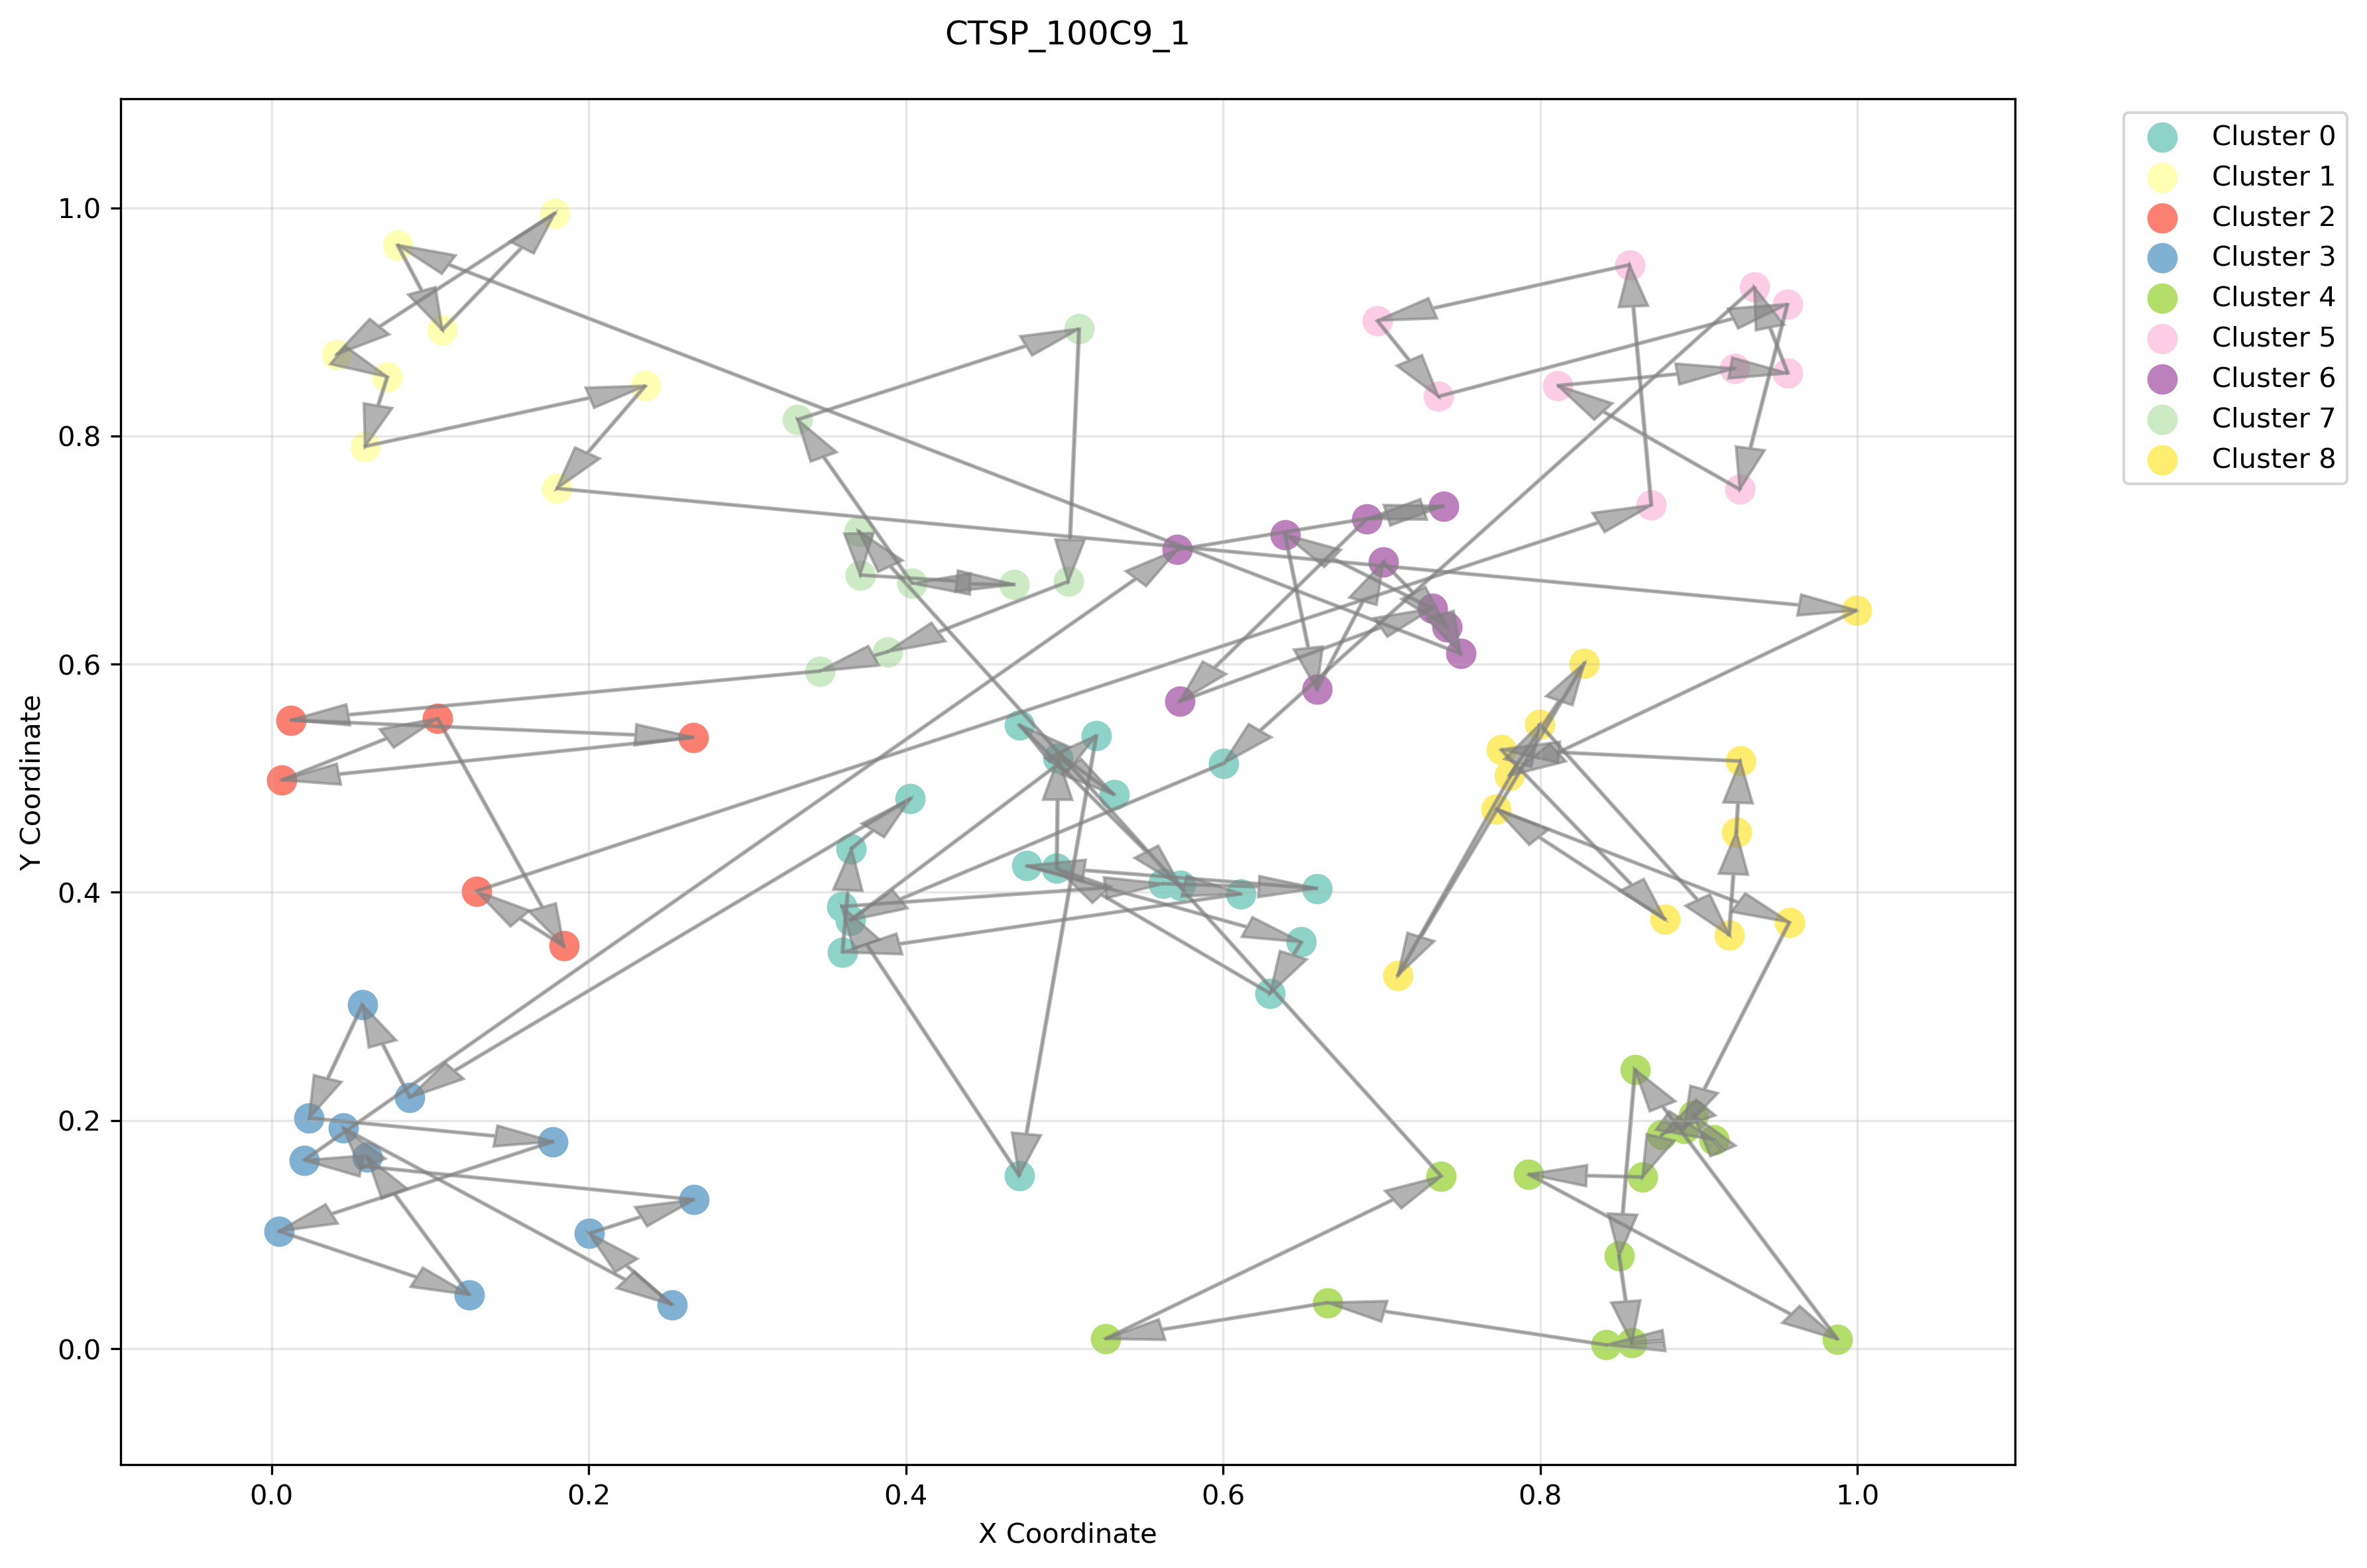 CTSP_100C9_1
Cluster 0
Cluster 1
Cluster 2
Cluster 3
Cluster 4
Cluster 5
Cluster 6
Cluster 7
Cluster 8
Y Coordinate
1.0
0.8
0.6
0.4
0.2
0.0
0.0 0.2 0.4 0.6 0.8 1.0
X Coordinate